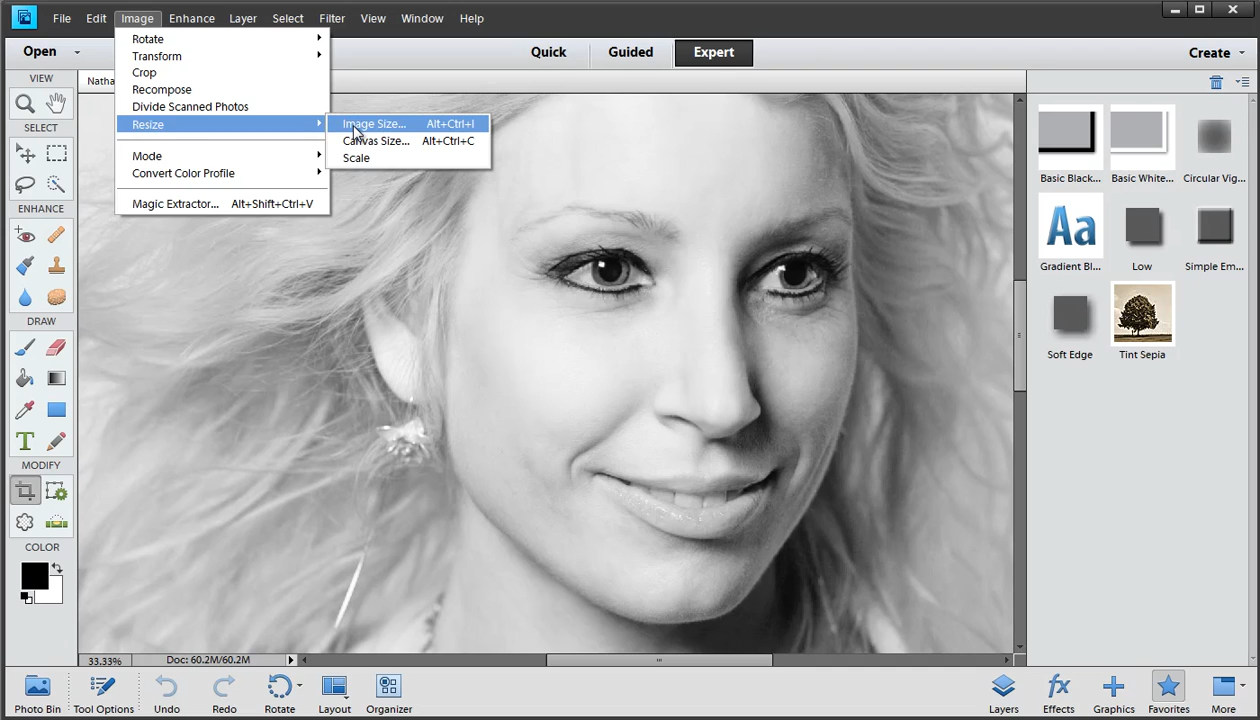 File Edit Image Enhance Layer Select Filter View Window Help
Open Quick Guided Expert Create
Rotate
Transform
Crop
Recompose
Divide Scanned Photos
Resize
Mode
Convert Color Profile
Magic Extractor... Alt+Shift+Ctrl+V
Image Size... Alt+Ctrl+I
Canvas Size... Alt+Ctrl+C
Scale
VIEW
Natha
SELECT
ENHANCE
DRAW
T
MODIFY
COLOR
Basic Black... Basic White... Circular Vig...
Aa
Gradient Bl... Low Simple Em...
Soft Edge Tint Sepia
33.33% Doc: 60.2M/60.2M
fx
Photo Bin Tool Options Undo Redo Rotate Layout Organizer Layers Effects Graphics Favorites More